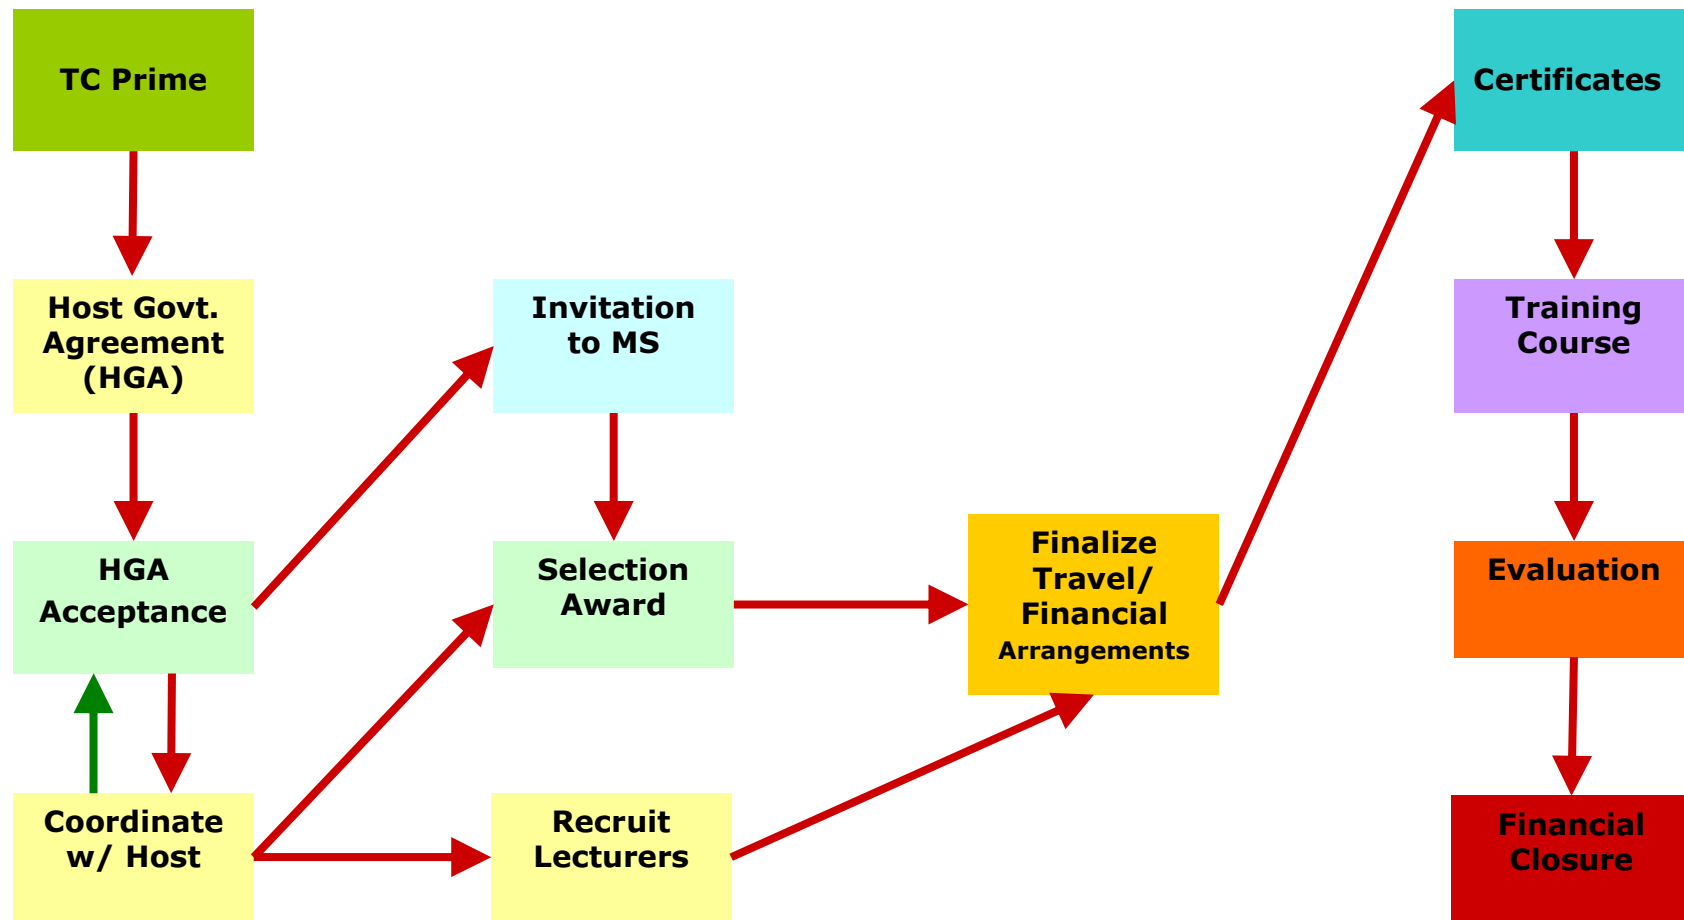 TC Prime
Host Govt.
Agreement
(HGA)
HGA
Acceptance
Coordinate
w/ Host
Invitation
to MS
Selection
Award
Recruit
Lecturers
Finalize
Travel/
Financial
Arrangements
Certificates
Training
Course
Evaluation
Financial
Closure